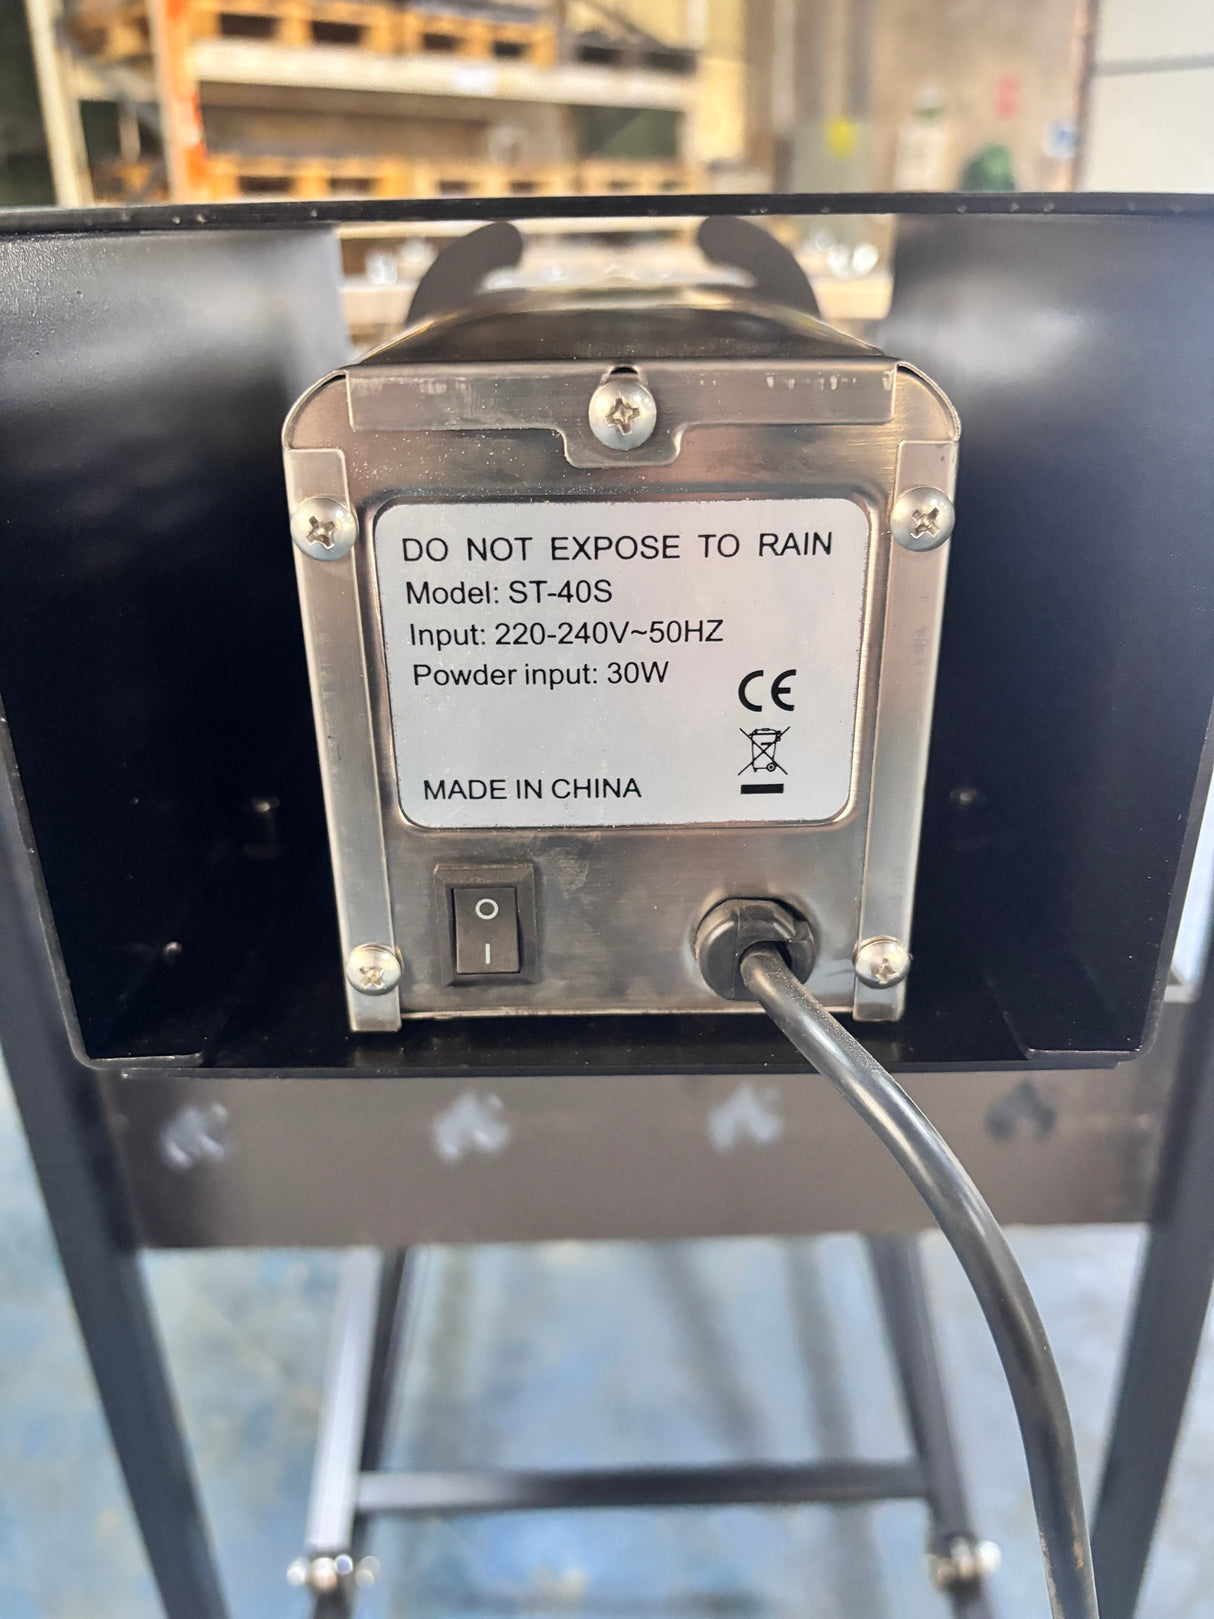 DO NOT EXPOSE TO RAIN
Model: ST-40S
Input: 220-240V~50HZ
Powder input: 30W
CE
MADE IN CHINA
O
I